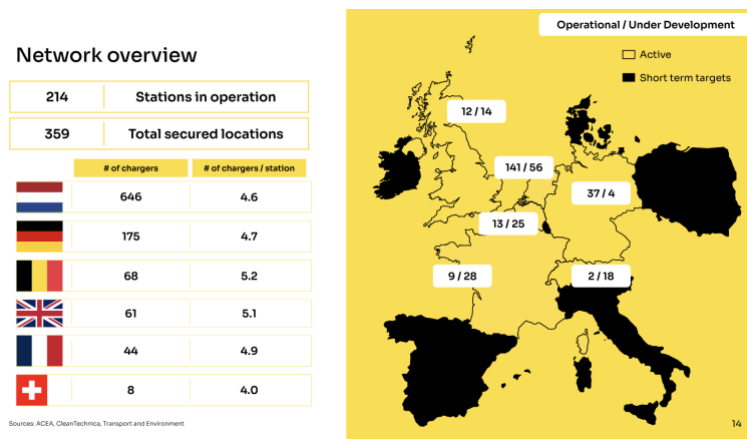 Network overview
214 Stations in operation
359 Total secured locations
# of chargers # of chargers / station
646 4.6
175 4.7
68 5.2
61 5.1
44 4.9
8 4.0
Sources: ACEA, CleanTechnica, Transport and Environment
Operational / Under Development
Active
Short term targets
12 / 14
141 / 56
37 / 4
13 / 25
9 / 28
2 / 18
14